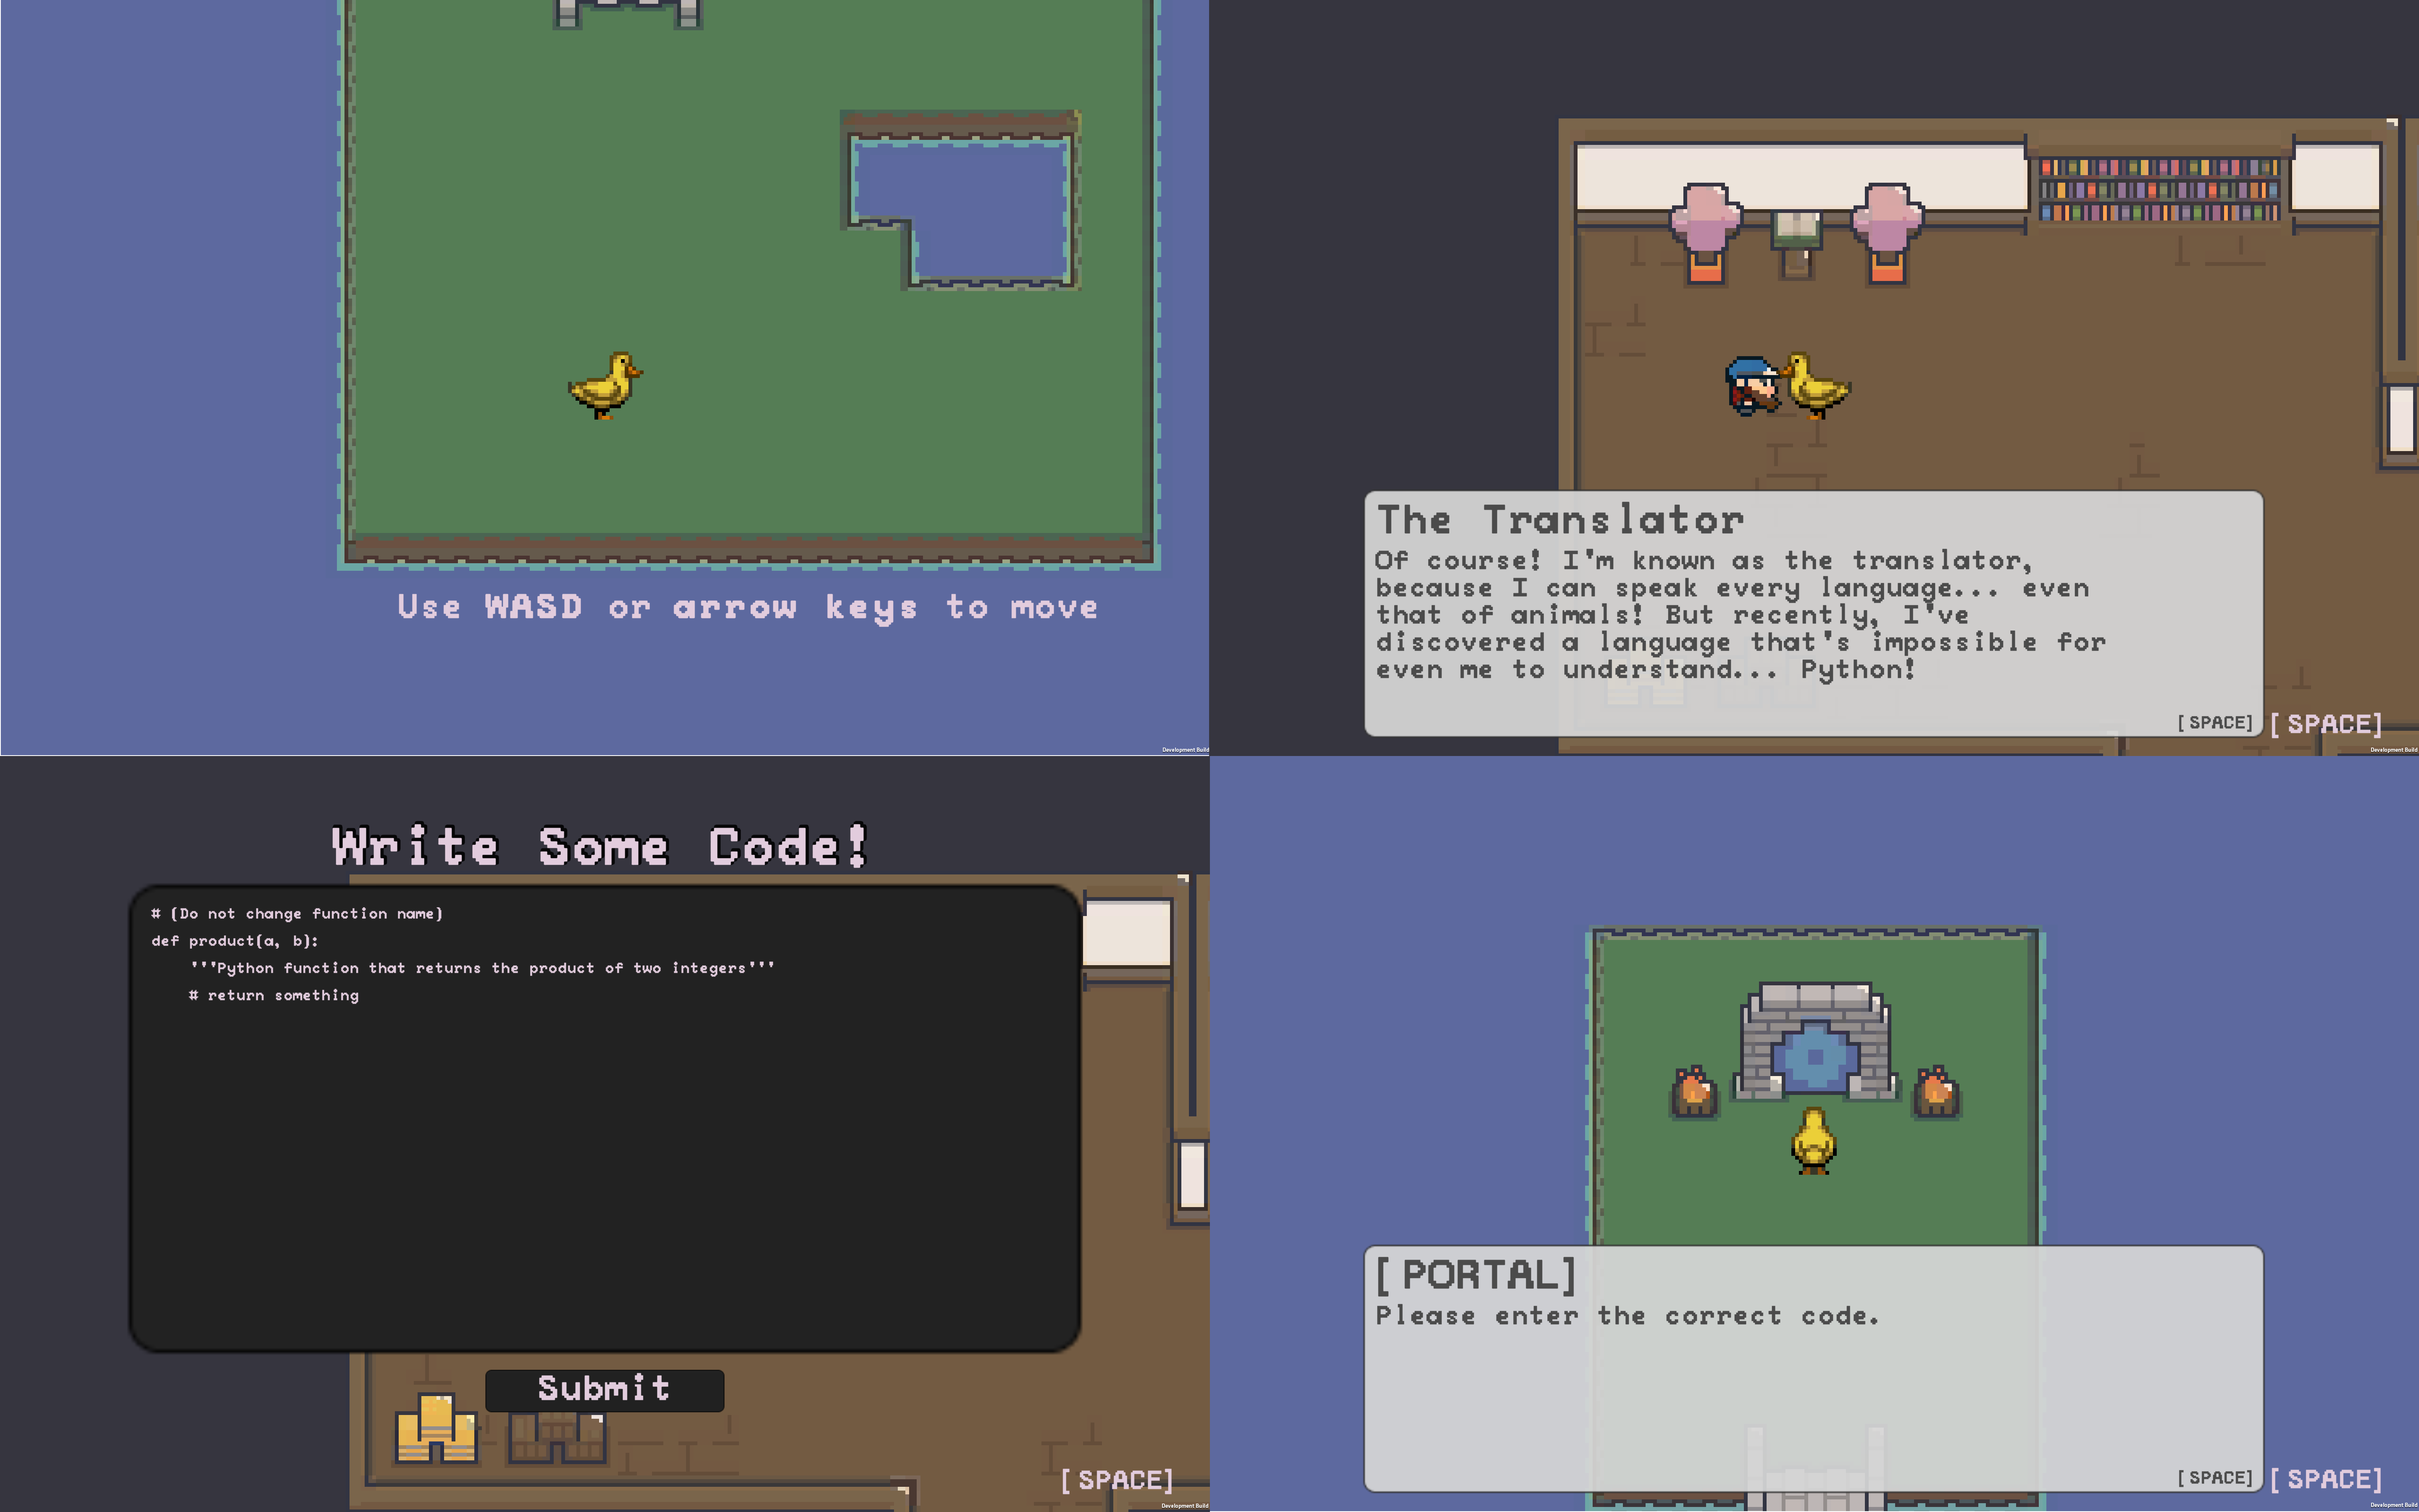 Use WASD or arrow keys to move
Development Build
The Translator
Of course! I'm known as the translator,
because I can speak every language... even
that of animals! But recently, I've
discovered a language that's impossible for
even me to understand... Python!
[SPACE]
[SPACE]
Development Build
Write Some Code!
# (Do not change function name)
def product(a, b):
    '''Python function that returns the product of two integers'''
    # return something
Submit
[SPACE]
Development Build
[PORTAL]
Please enter the correct code.
[SPACE]
[SPACE]
Development Build